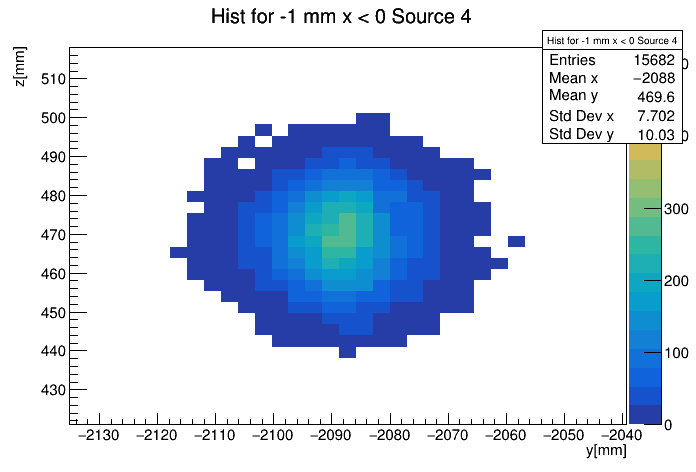 Hist for -1 mm x < 0 Source 4
z[mm]
Hist for -1 mm x < 0 Source 4
Entries 15682
Mean x −2088
Mean y 469.6
Std Dev x 7.702
Std Dev y 10.03
510
500
490
480
470
460
450
440
430
300
200
100
0
−2130 −2120 −2110 −2100 −2090 −2080 −2070 −2060 −2050 −2040
y[mm]